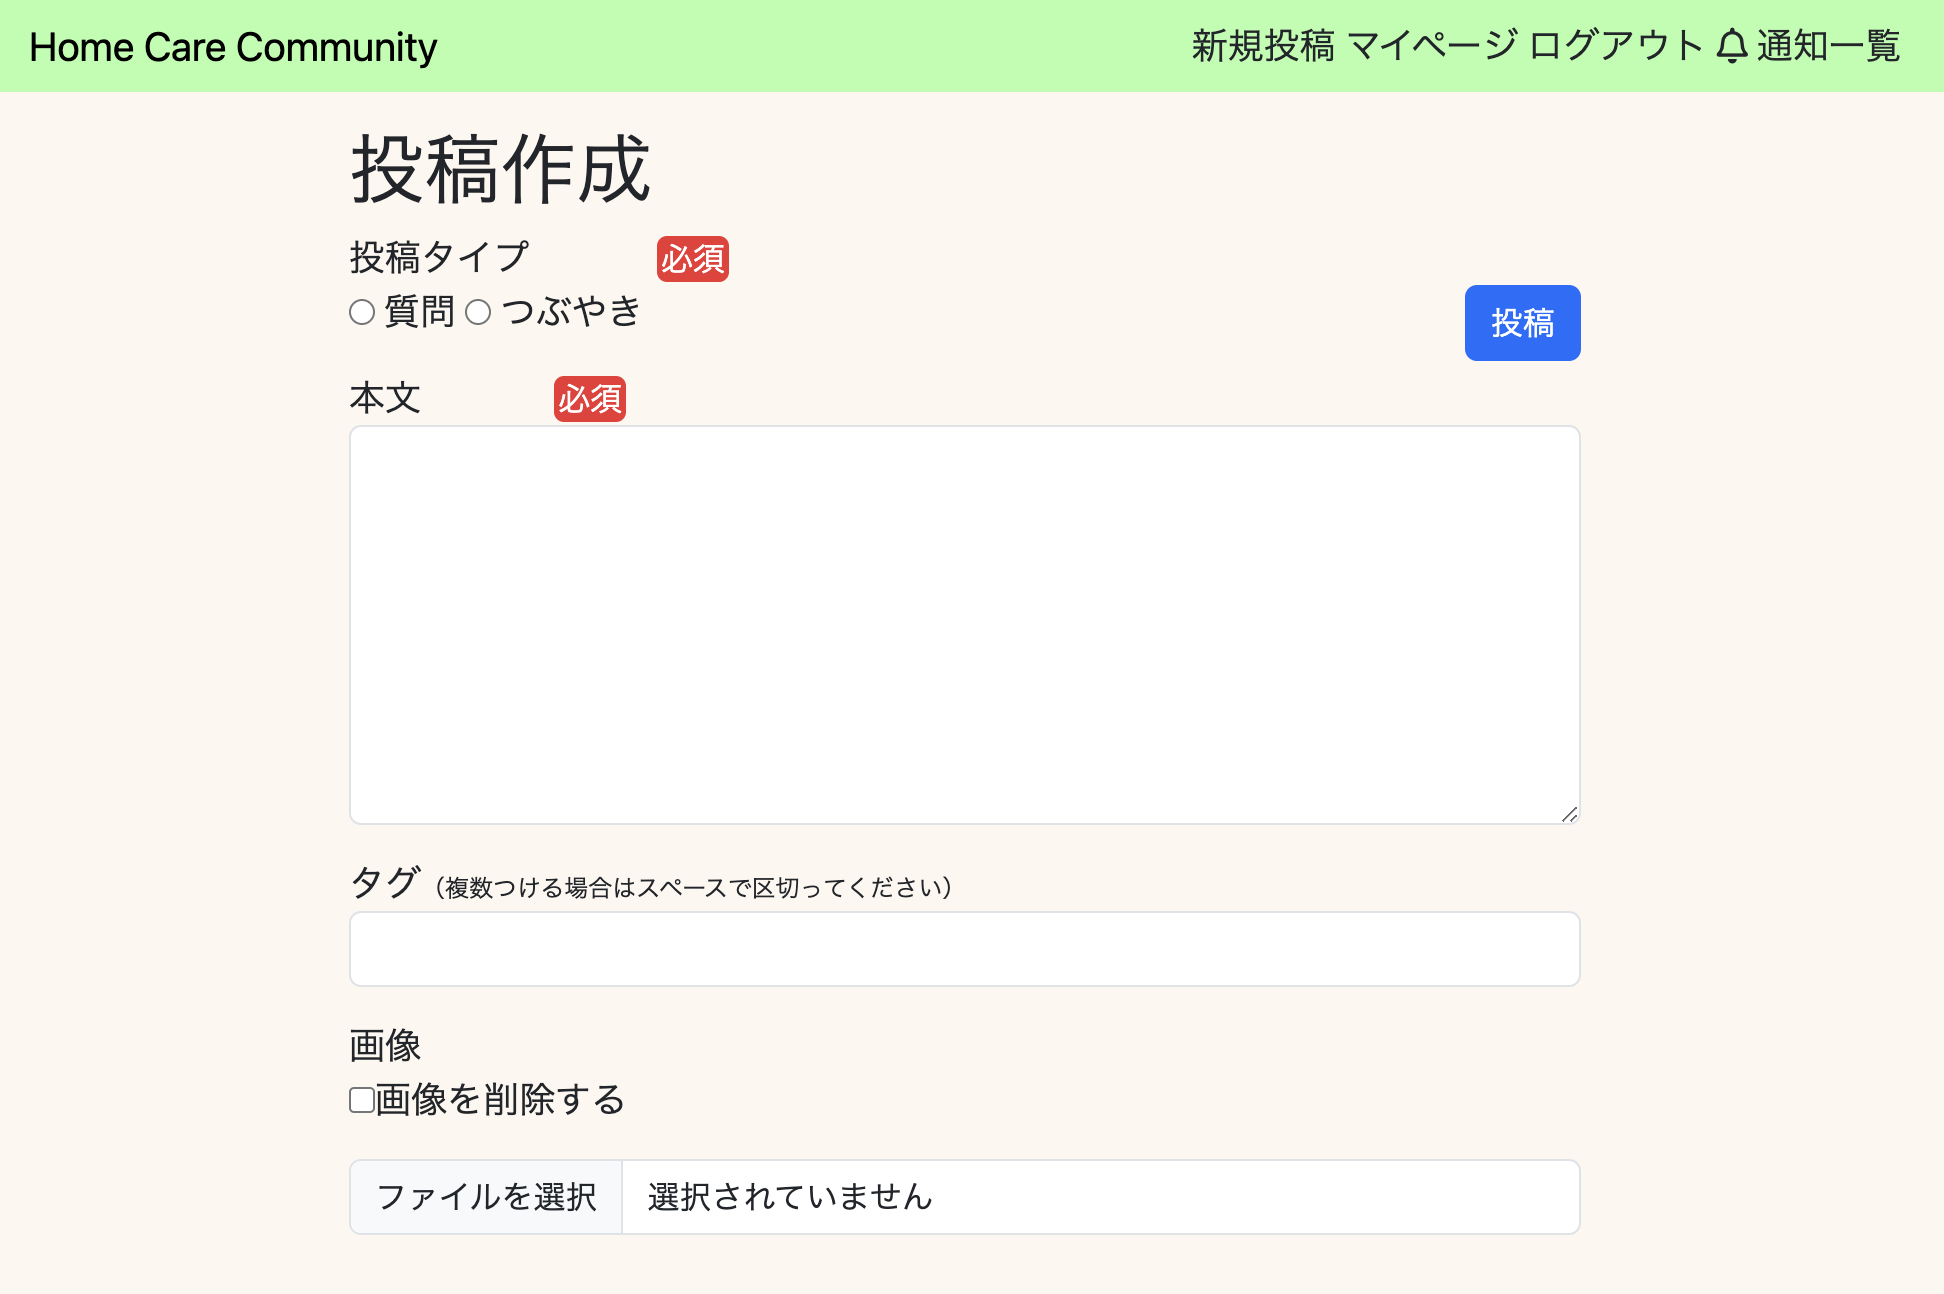 Home Care Community
新規投稿 マイページ ログアウト 通知一覧
投稿作成
投稿タイプ 必須
質問 つぶやき
投稿
本文 必須
タグ（複数つける場合はスペースで区切ってください）
画像
画像を削除する
ファイルを選択 選択されていません